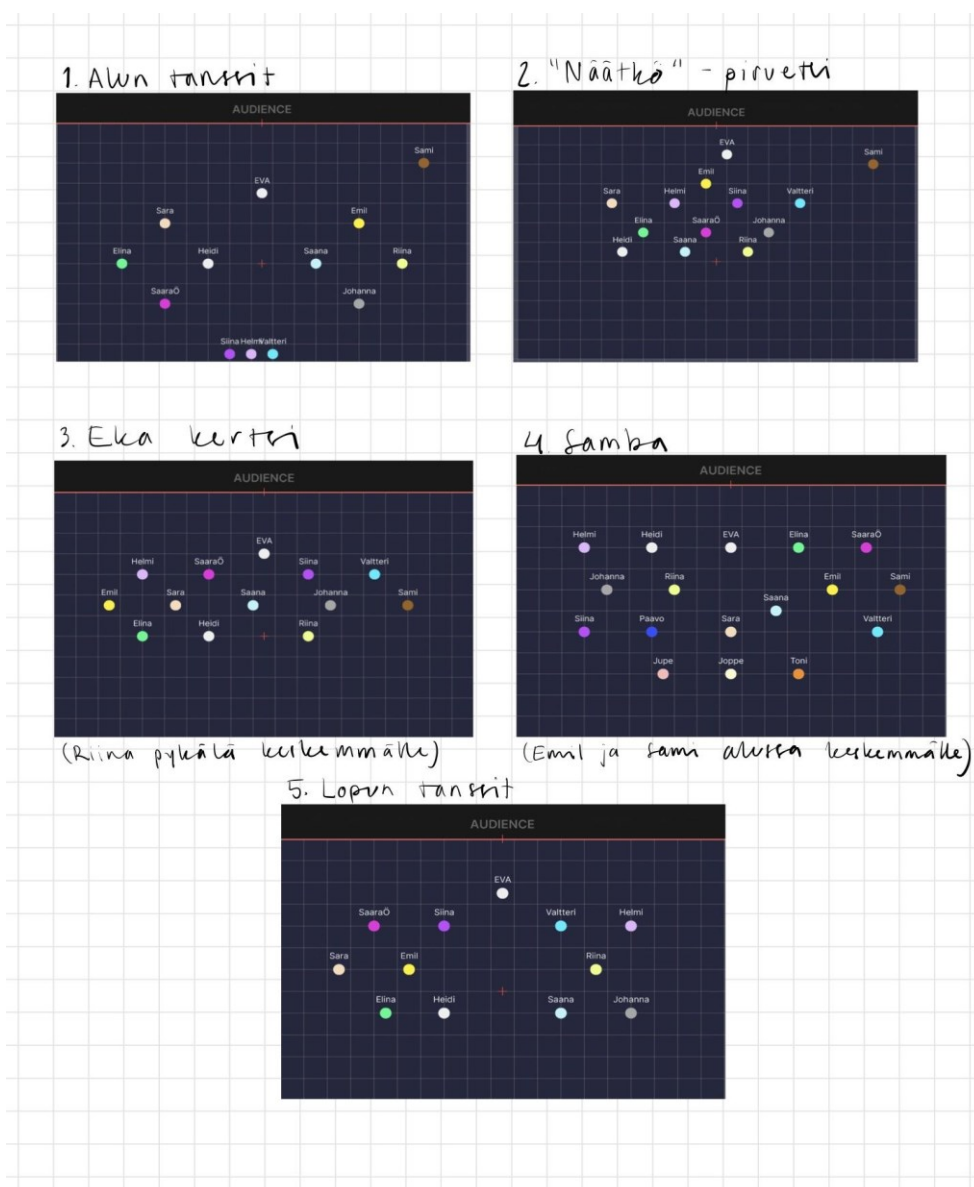 1. Alun tanssit
AUDIENCE
Sami
EVA
Sara
Emil
Elina
Heidi
Saana
Riina
SaaraÖ
Johanna
Siina Helmi Valtteri
2. "Näätkö" - piruetti
AUDIENCE
EVA
Sami
Emil
Sara
Helmi
Siina
Valtteri
Elina
SaaraÖ
Johanna
Heidi
Saana
Riina
3. Eka kertsi
AUDIENCE
EVA
Helmi
SaaraÖ
Siina
Valtteri
Emil
Sara
Saana
Johanna
Sami
Elina
Heidi
Riina
(Riina pykälä keskemmälle)
4. Samba
AUDIENCE
Helmi
Heidi
EVA
Elina
SaaraÖ
Johanna
Riina
Emil
Sami
Saana
Siina
Paavo
Sara
Valtteri
Jupe
Joppe
Toni
(Emil ja Sami alussa keskemmälle)
5. Lopun tanssit
AUDIENCE
EVA
SaaraÖ
Siina
Valtteri
Helmi
Sara
Emil
Riina
Elina
Heidi
Saana
Johanna